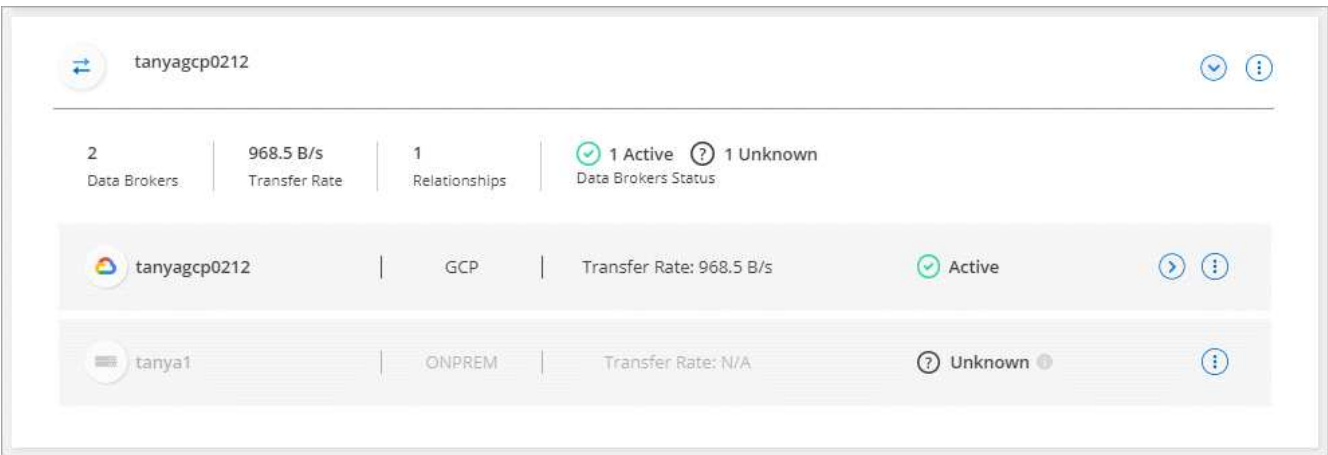 tanyagcp0212
2 968.5 B/s 1 1 Active ? 1 Unknown
Data Brokers Transfer Rate Relationships Data Brokers Status
tanyagcp0212 | GCP | Transfer Rate: 968.5 B/s Active
tanya1 | ONPREM | Transfer Rate: N/A ? Unknown